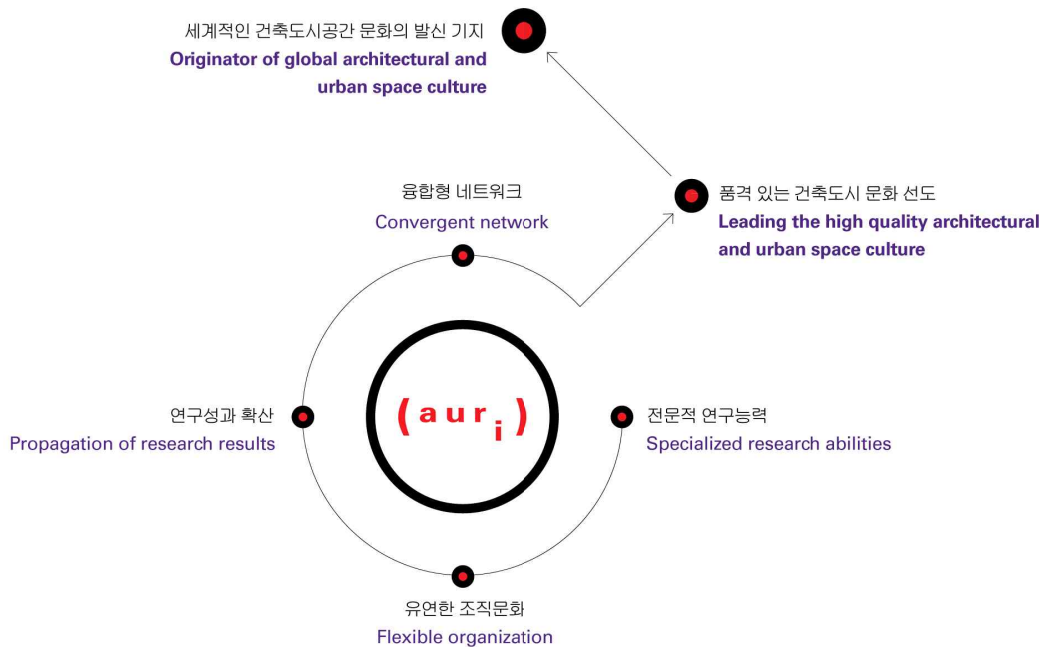 세계적인 건축도시공간 문화의 발신 기지
Originator of global architectural and
urban space culture
품격 있는 건축도시 문화 선도
Leading the high quality architectural
and urban space culture
융합형 네트워크
Convergent network
(auri)
연구성과 확산
Propagation of research results
전문적 연구능력
Specialized research abilities
유연한 조직문화
Flexible organization